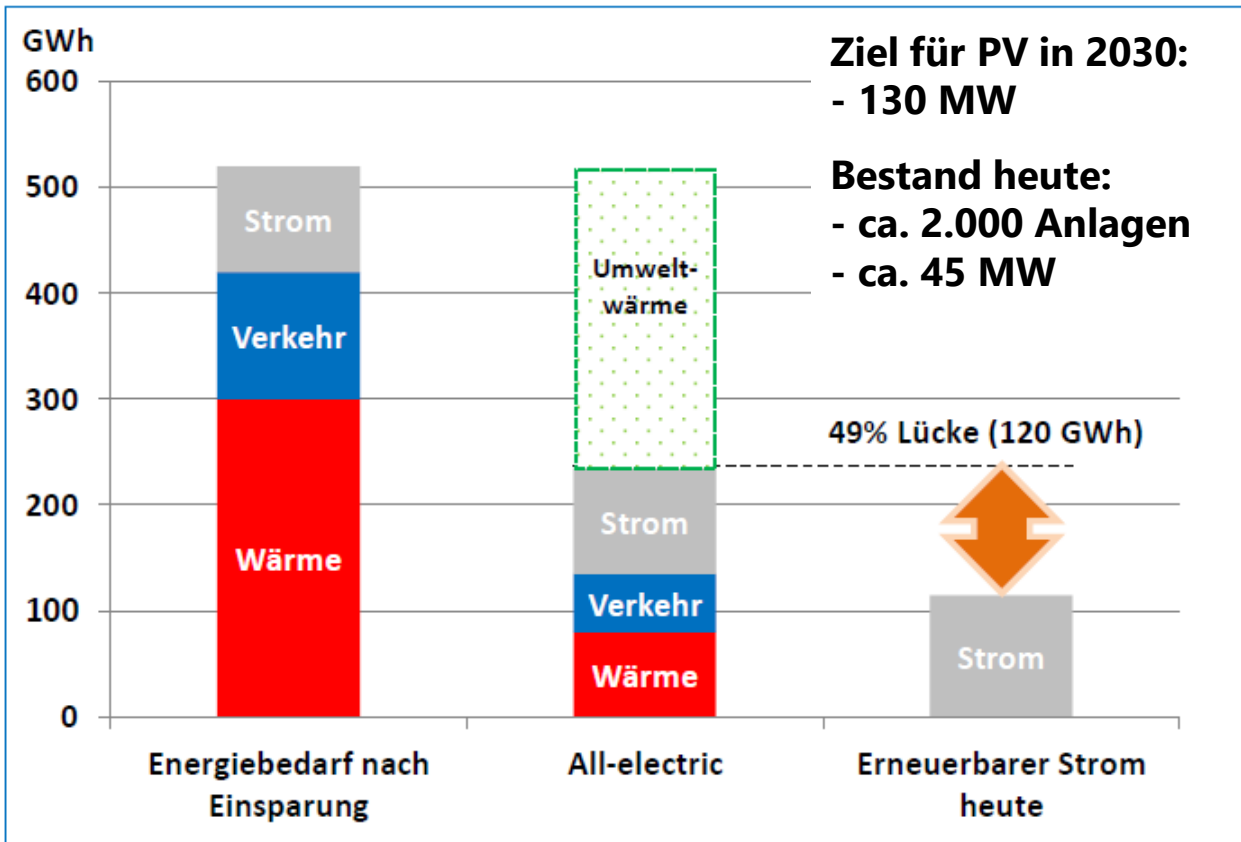 GWh
600
500
400
300
200
100
0
Strom
Verkehr
Wärme
Umwelt-
wärme
Strom
Verkehr
Wärme
49% Lücke (120 GWh)
Strom
Energiebedarf nach
Einsparung
All-electric
Erneuerbarer Strom
heute
Ziel für PV in 2030:
- 130 MW
Bestand heute:
- ca. 2.000 Anlagen
- ca. 45 MW